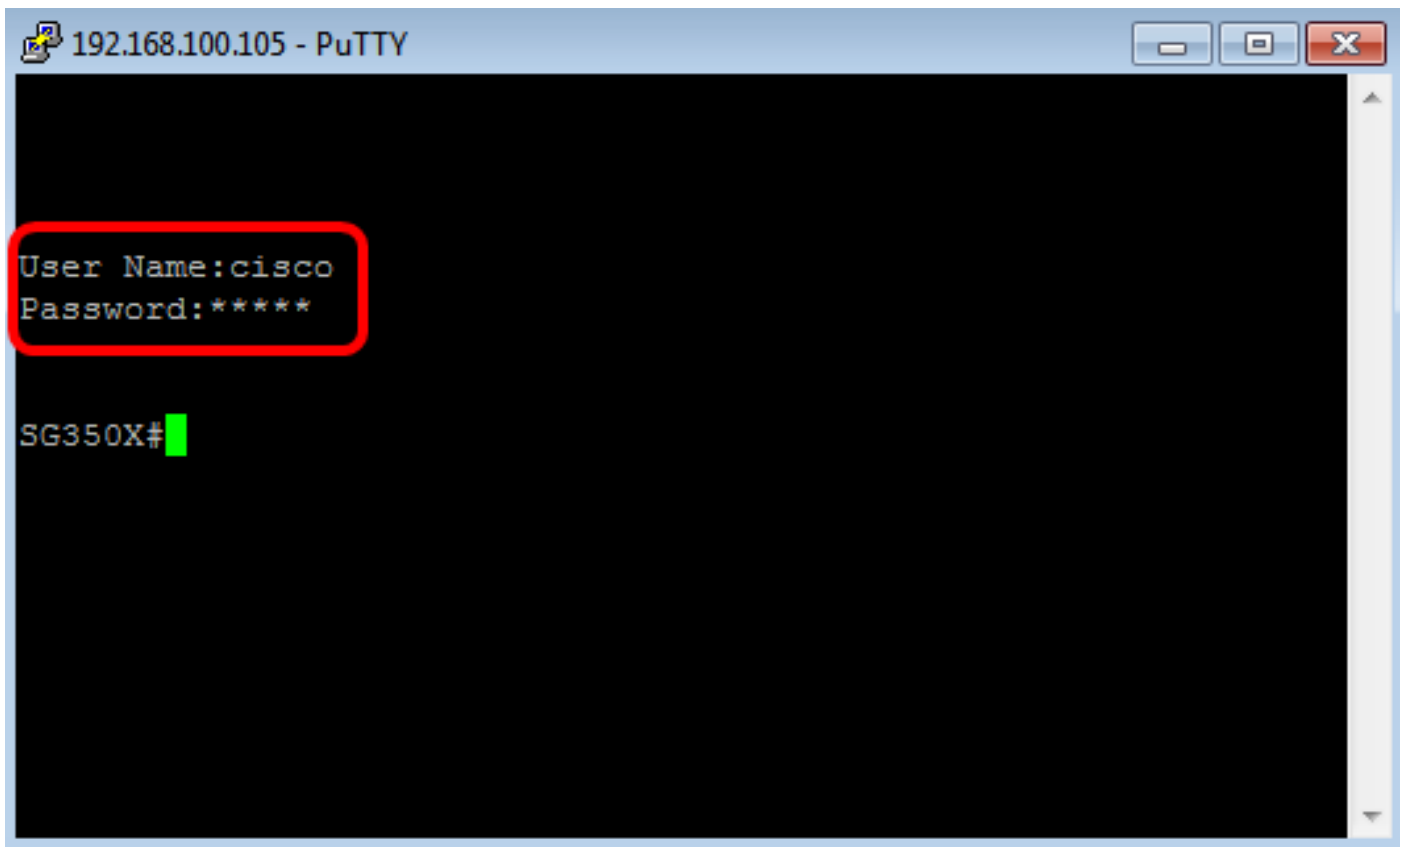 192.168.100.105 - PuTTY
User Name:cisco
Password:*****
SG350X#